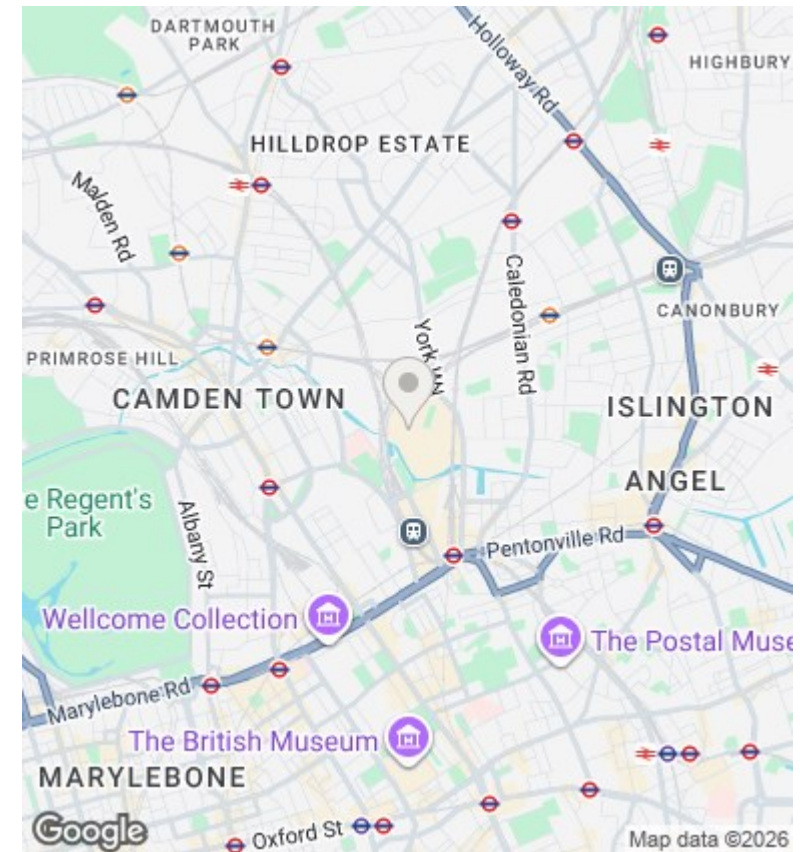 DARTMOUTH
PARK
Holloway Rd
HIGHBURY
HILLDROP ESTATE
Malden Rd
Caledonian Rd
CANONBURY
York W
PRIMROSE HILL
CAMDEN TOWN
ISLINGTON
ANGEL
e Regent's
Park
Albany St
Pentonville Rd
Wellcome Collection
The Postal Muse
Marylebone Rd
The British Museum
MARYLEBONE
Google
Oxford St
Map data ©2026